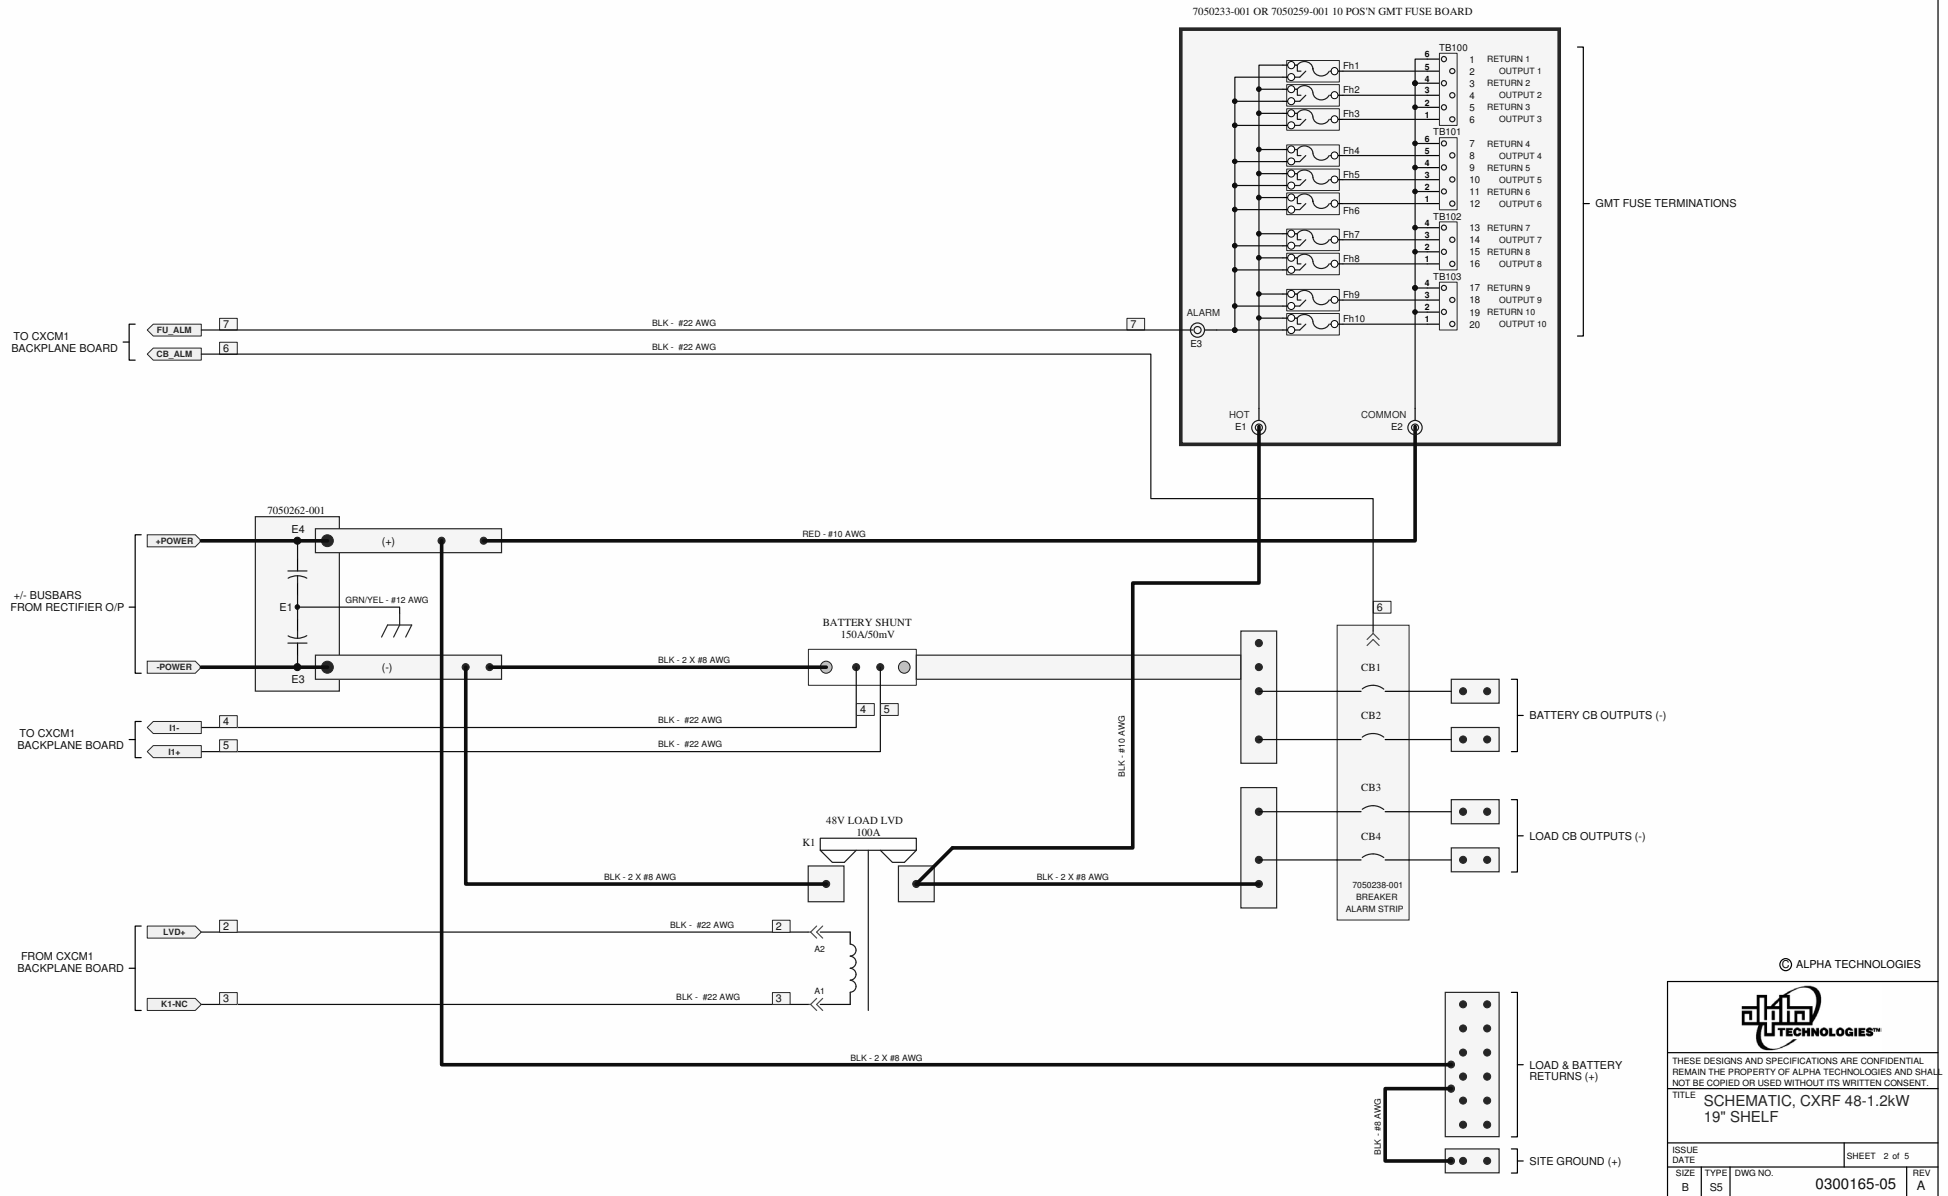 7050233-001 OR 7050259-001 10 POS'N GMT FUSE BOARD
TB100
Fh1
6 1 RETURN 1
5 2 OUTPUT 1
Fh2
4 3 RETURN 2
3 4 OUTPUT 2
Fh3
2 5 RETURN 3
1 6 OUTPUT 3
TB101
Fh4
6 7 RETURN 4
5 8 OUTPUT 4
Fh5
4 9 RETURN 5
3 10 OUTPUT 5
Fh6
2 11 RETURN 6
1 12 OUTPUT 6
TB102
Fh7
4 13 RETURN 7
3 14 OUTPUT 7
Fh8
2 15 RETURN 8
1 16 OUTPUT 8
TB103
Fh9
4 17 RETURN 9
3 18 OUTPUT 9
Fh10
2 19 RETURN 10
1 20 OUTPUT 10
GMT FUSE TERMINATIONS
ALARM
E3
HOT
E1
COMMON
E2
TO CXCM1
BACKPLANE BOARD
FU_ALM
7
BLK - #22 AWG
7
CB_ALM
6
BLK - #22 AWG
7050262-001
+/- BUSBARS
FROM RECTIFIER O/P
+POWER
E4
(+)
RED - #10 AWG
E1
GRN/YEL - #12 AWG
-POWER
E3
(-)
BLK - 2 X #8 AWG
BATTERY SHUNT
150A/50mV
4
5
TO CXCM1
BACKPLANE BOARD
I1-
4
BLK - #22 AWG
I1+
5
BLK - #22 AWG
BLK - #10 AWG
6
CB1
CB2
BATTERY CB OUTPUTS (-)
CB3
CB4
LOAD CB OUTPUTS (-)
7050238-001
BREAKER
ALARM STRIP
48V LOAD LVD
100A
K1
BLK - 2 X #8 AWG
BLK - 2 X #8 AWG
FROM CXCM1
BACKPLANE BOARD
LVD+
2
BLK - #22 AWG
2
A2
K1-NC
3
BLK - #22 AWG
3
A1
BLK - 2 X #8 AWG
LOAD & BATTERY
RETURNS (+)
BLK - #8 AWG
SITE GROUND (+)
© ALPHA TECHNOLOGIES
alpha
TECHNOLOGIES™
THESE DESIGNS AND SPECIFICATIONS ARE CONFIDENTIAL
REMAIN THE PROPERTY OF ALPHA TECHNOLOGIES AND SHALL
NOT BE COPIED OR USED WITHOUT ITS WRITTEN CONSENT.
TITLE SCHEMATIC, CXRF 48-1.2kW
19" SHELF
ISSUE
DATE
SHEET 2 of 5
SIZE TYPE DWG NO. REV
B S5 0300165-05 A